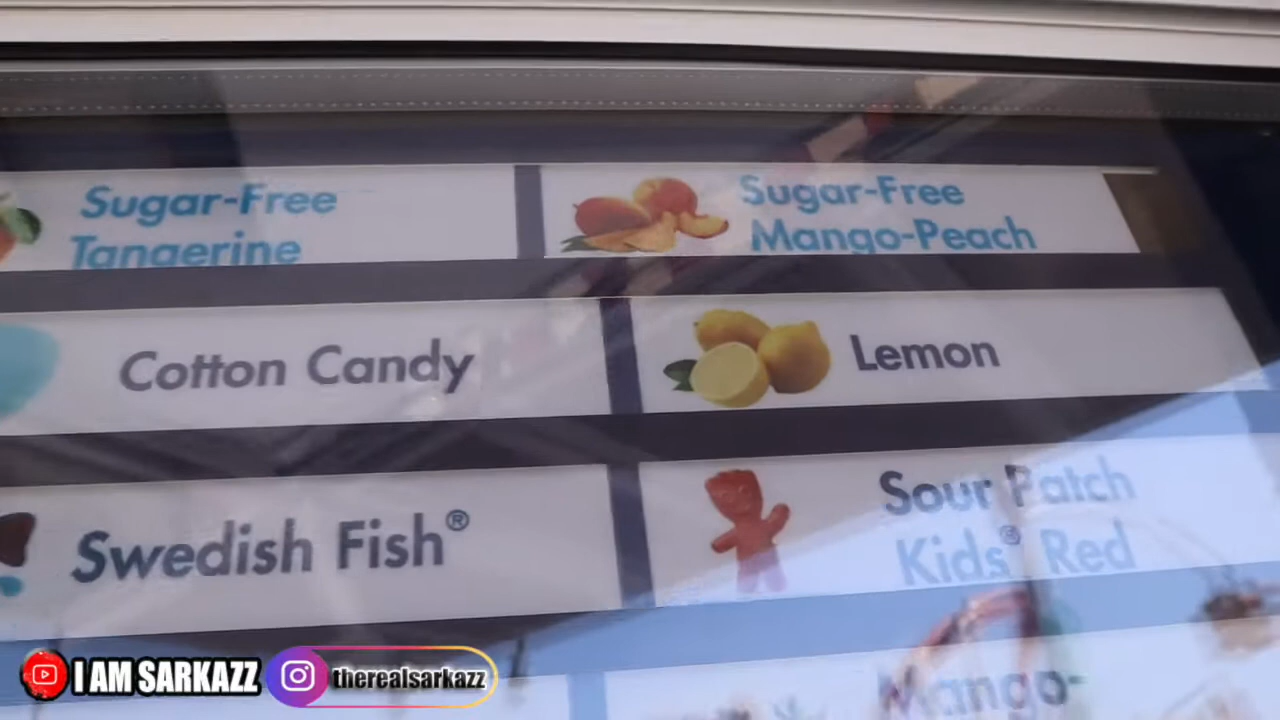 Sugar-Free
Tangerine
Sugar-Free
Mango-Peach
Cotton Candy
Lemon
Swedish Fish®
Sour Patch
Kids® Red
Mango-
I AM SARKAZZ
therealsarkazz